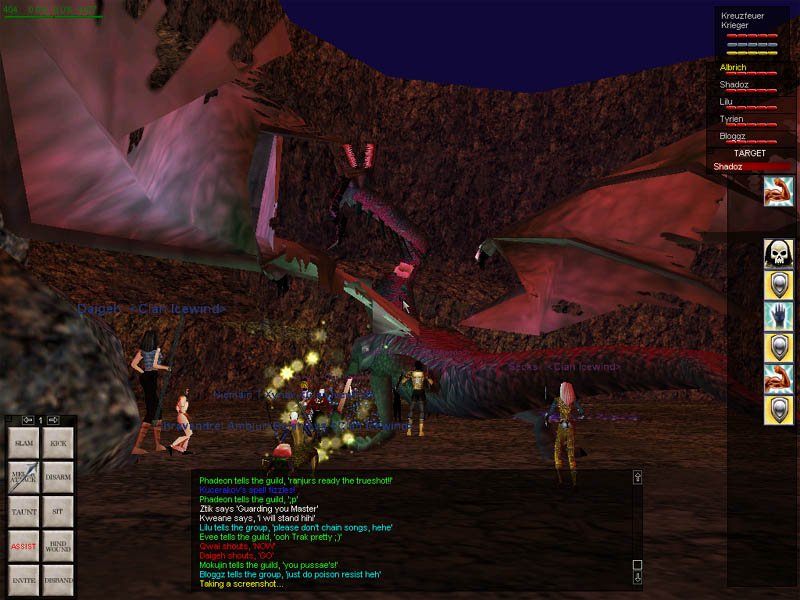 Kreuzfeuer
Krieger
Albrich
Shadoz
Lilu
Tyrien
Bloggz
TARGET
Shadoz
Daigeh <Clan Icewind>
<Clan Icewind>
1
SLAM
KICK
MELEE ATTACK
DISARM
TAUNT
SIT
ASSIST
BIND WOUND
INVITE
DISBAND
Phadeon tells the guild, 'ranjurs ready the trueshot!!'
Kucerakov's spell fizzles!
Phadeon tells the guild, ';p'
Ztik says 'Guarding you Master'
Kweane says, 'i will stand hihi'
Lilu tells the group, 'please don't chain songs, hehe'
Evee tells the guild, 'ooh Trak pretty ;)'
Qwai shouts, 'NOW'
Daigeh shouts, 'GO'
Mokujin tells the guild, 'you pussae's!'
Bloggz tells the group, 'just do poison resist heh'
Taking a screenshot...